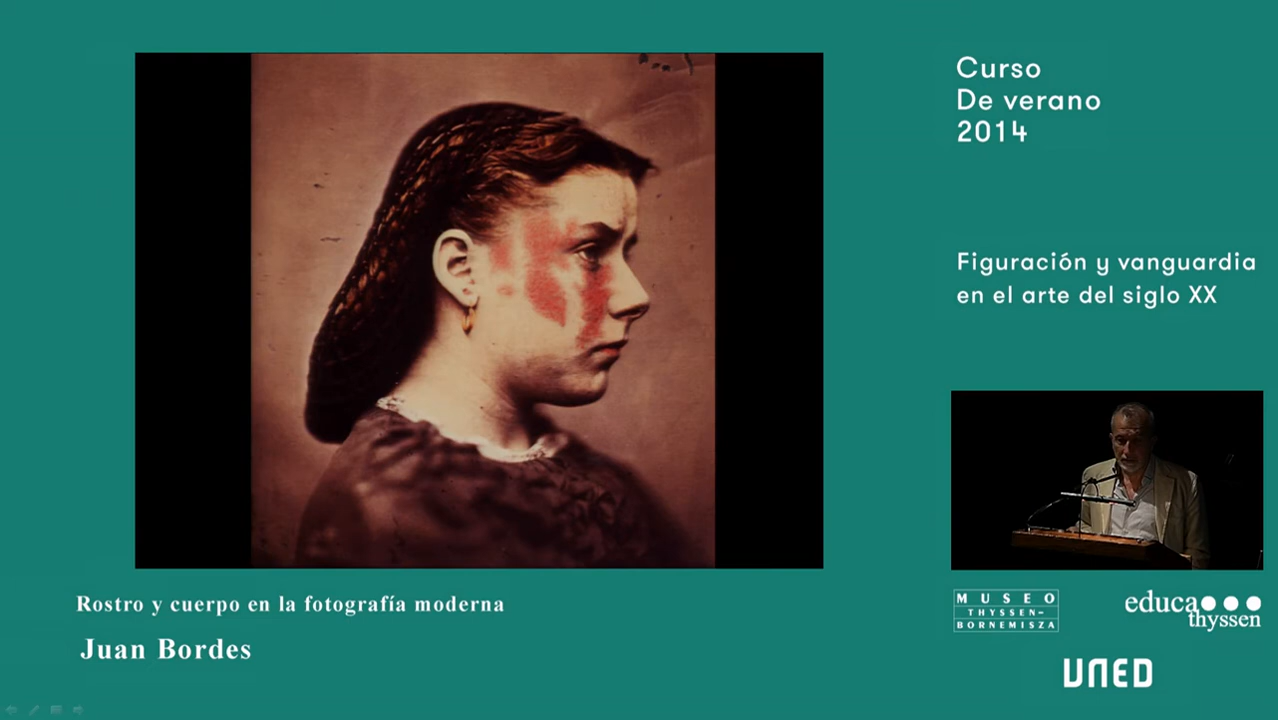 Curso
De verano
2014
Figuración y vanguardia
en el arte del siglo XX
Rostro y cuerpo en la fotografía moderna
Juan Bordes
MUSEO
THYSSEN-
BORNEMISZA
educa
thyssen
UNED